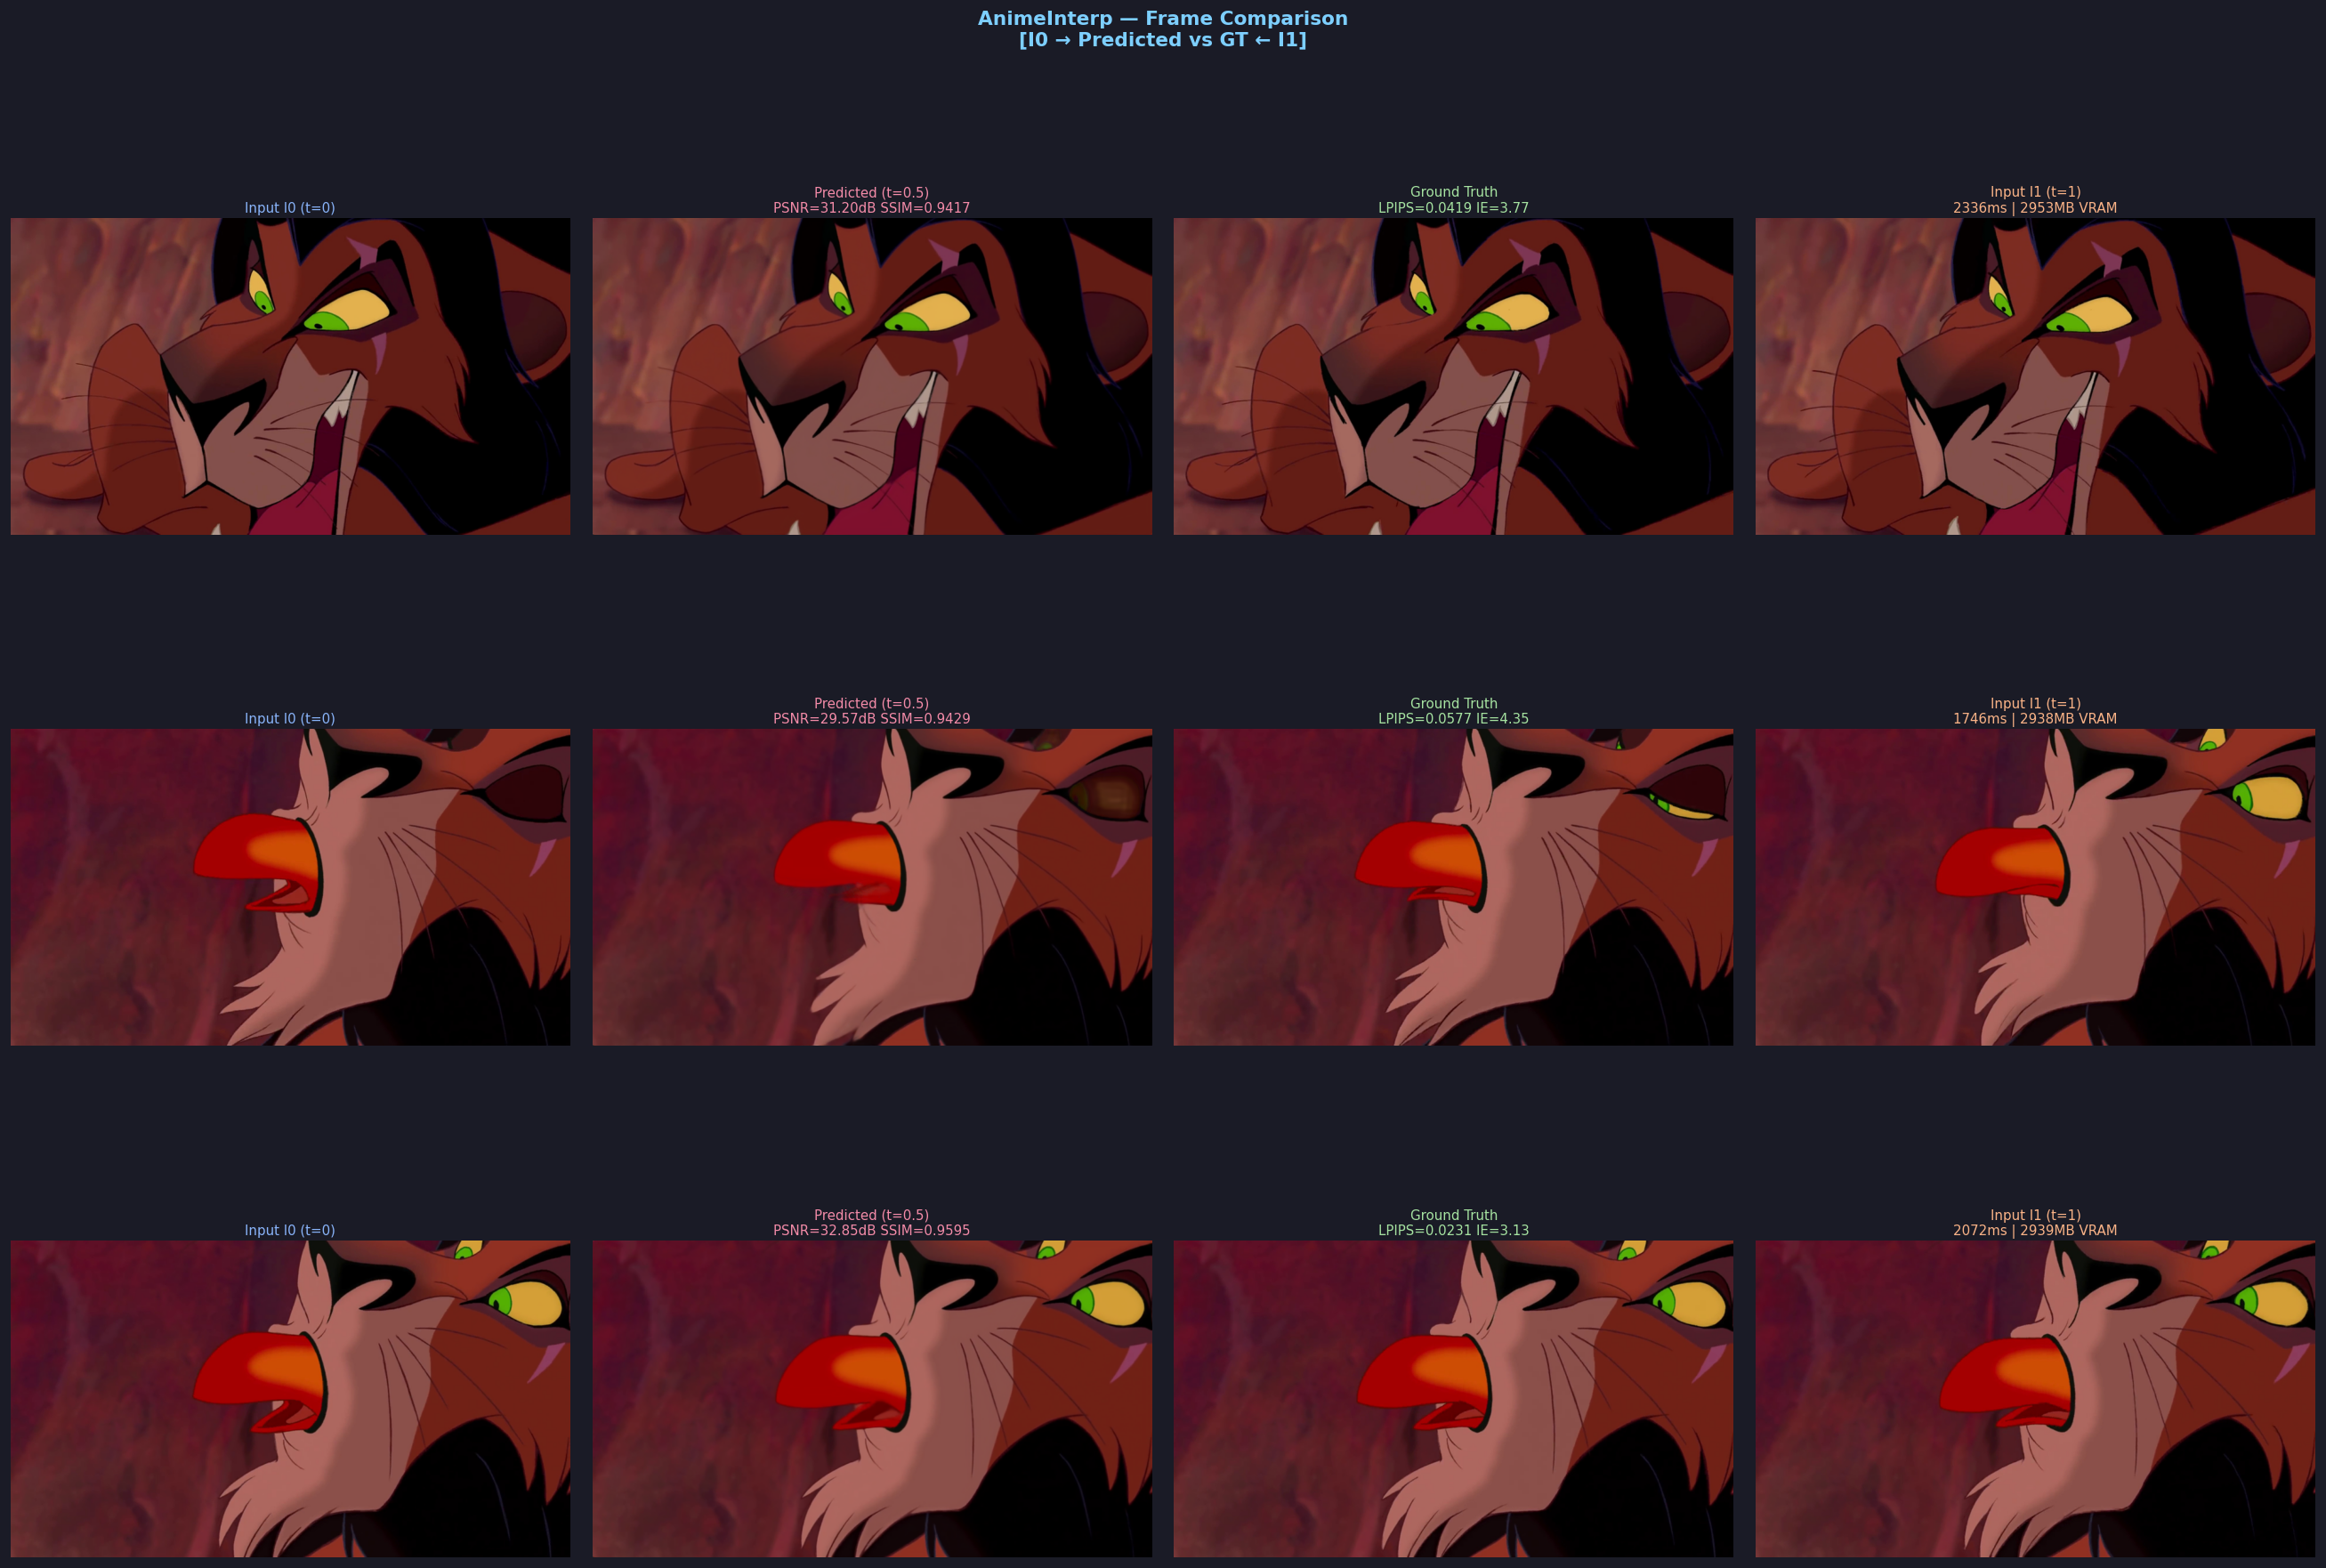 AnimeInterp — Frame Comparison
[I0 → Predicted vs GT ← I1]
Input I0 (t=0)
Predicted (t=0.5)
PSNR=31.20dB SSIM=0.9417
Ground Truth
LPIPS=0.0419 IE=3.77
Input I1 (t=1)
2336ms | 2953MB VRAM
Input I0 (t=0)
Predicted (t=0.5)
PSNR=29.57dB SSIM=0.9429
Ground Truth
LPIPS=0.0577 IE=4.35
Input I1 (t=1)
1746ms | 2938MB VRAM
Input I0 (t=0)
Predicted (t=0.5)
PSNR=32.85dB SSIM=0.9595
Ground Truth
LPIPS=0.0231 IE=3.13
Input I1 (t=1)
2072ms | 2939MB VRAM